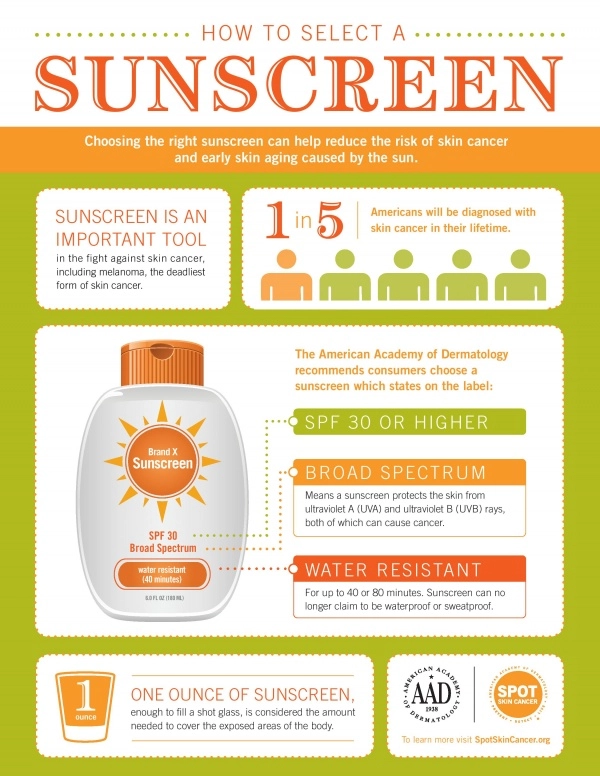 HOW TO SELECT A
SUNSCREEN
Choosing the right sunscreen can help reduce the risk of skin cancer
and early skin aging caused by the sun.
SUNSCREEN IS AN
IMPORTANT TOOL
in the fight against skin cancer,
including melanoma, the deadliest
form of skin cancer.
1 in 5
Americans will be diagnosed with
skin cancer in their lifetime.
Brand X
Sunscreen
SPF 30
Broad Spectrum
water resistant
(40 minutes)
The American Academy of Dermatology
recommends consumers choose a
sunscreen which states on the label:
SPF 30 OR HIGHER
BROAD SPECTRUM
Means a sunscreen protects the skin from
ultraviolet A (UVA) and ultraviolet B (UVB) rays,
both of which can cause cancer.
WATER RESISTANT
For up to 40 or 80 minutes. Sunscreen can no
longer claim to be waterproof or sweatproof.
1
ounce
ONE OUNCE OF SUNSCREEN,
enough to fill a shot glass, is considered the amount
needed to cover the exposed areas of the body.
AMERICAN ACADEMY OF DERMATOLOGY
AAD
1938
SPOT
SKIN CANCER
To learn more visit SpotSkinCancer.org